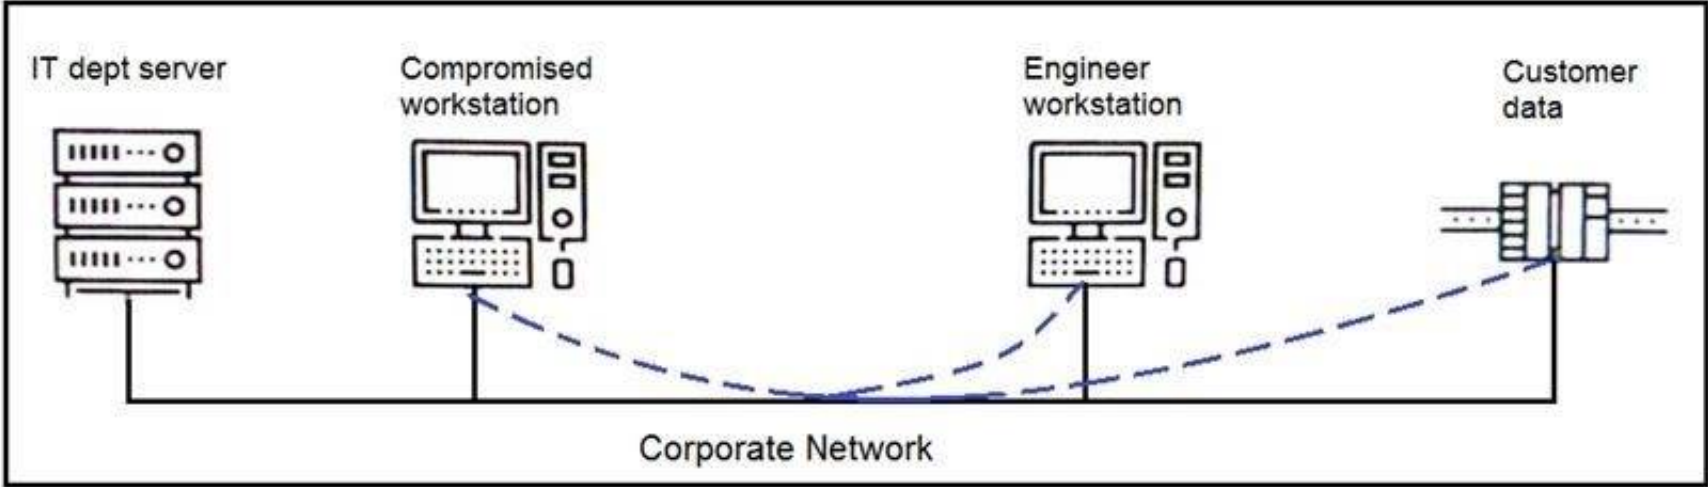 IT dept server
Compromised
workstation
Engineer
workstation
Customer
data
Corporate Network